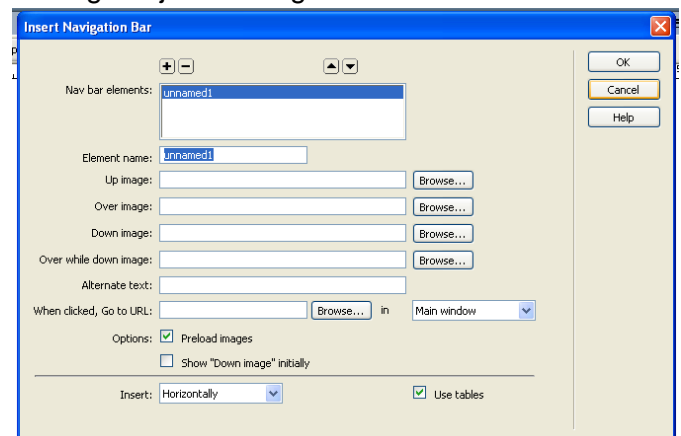 Insert Navigation Bar
OK
Nav bar elements: unnamed1
Cancel
Help
Element name: unnamed1
Up image: Browse...
Over image: Browse...
Down image: Browse...
Over while down image: Browse...
Alternate text:
When clicked, Go to URL: Browse... in Main window
Options: Preload images
Show "Down image" initially
Insert: Horizontally Use tables